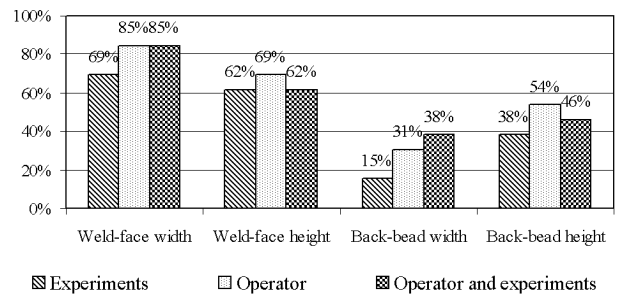 100%
80%
60%
40%
20%
0%
69% 85% 85%
62% 69% 62%
15% 31% 38%
38% 54% 46%
Weld-face width Weld-face height Back-bead width Back-bead height
Experiments Operator Operator and experiments